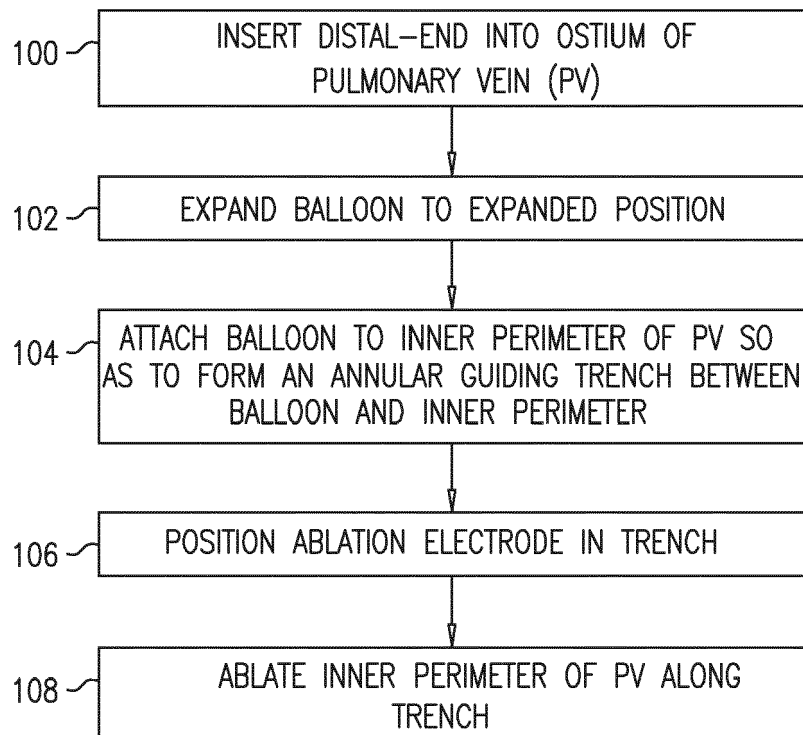 100
INSERT DISTAL-END INTO OSTIUM OF
PULMONARY VEIN (PV)
102
EXPAND BALLOON TO EXPANDED POSITION
104
ATTACH BALLOON TO INNER PERIMETER OF PV SO
AS TO FORM AN ANNULAR GUIDING TRENCH BETWEEN
BALLOON AND INNER PERIMETER
106
POSITION ABLATION ELECTRODE IN TRENCH
108
ABLATE INNER PERIMETER OF PV ALONG
TRENCH